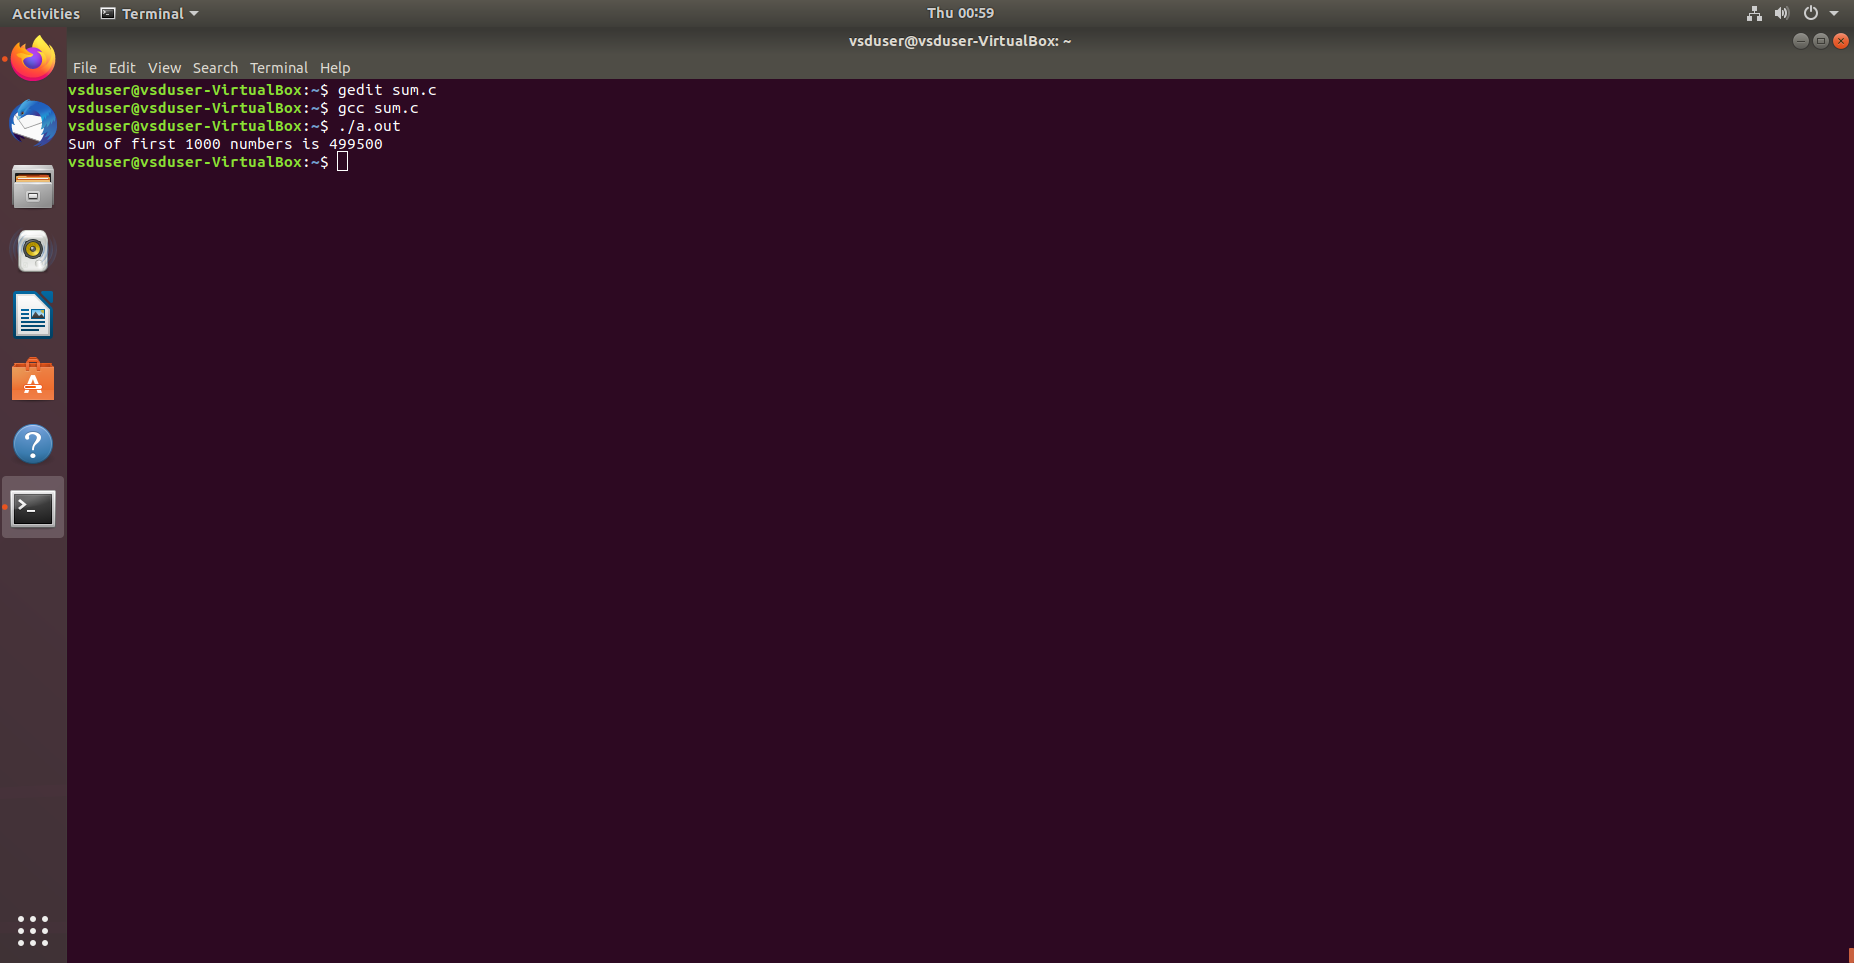 Activities Terminal Thu 00:59
vsduser@vsduser-VirtualBox: ~
File Edit View Search Terminal Help
vsduser@vsduser-VirtualBox:~$ gedit sum.c
vsduser@vsduser-VirtualBox:~$ gcc sum.c
vsduser@vsduser-VirtualBox:~$ ./a.out
Sum of first 1000 numbers is 499500
vsduser@vsduser-VirtualBox:~$